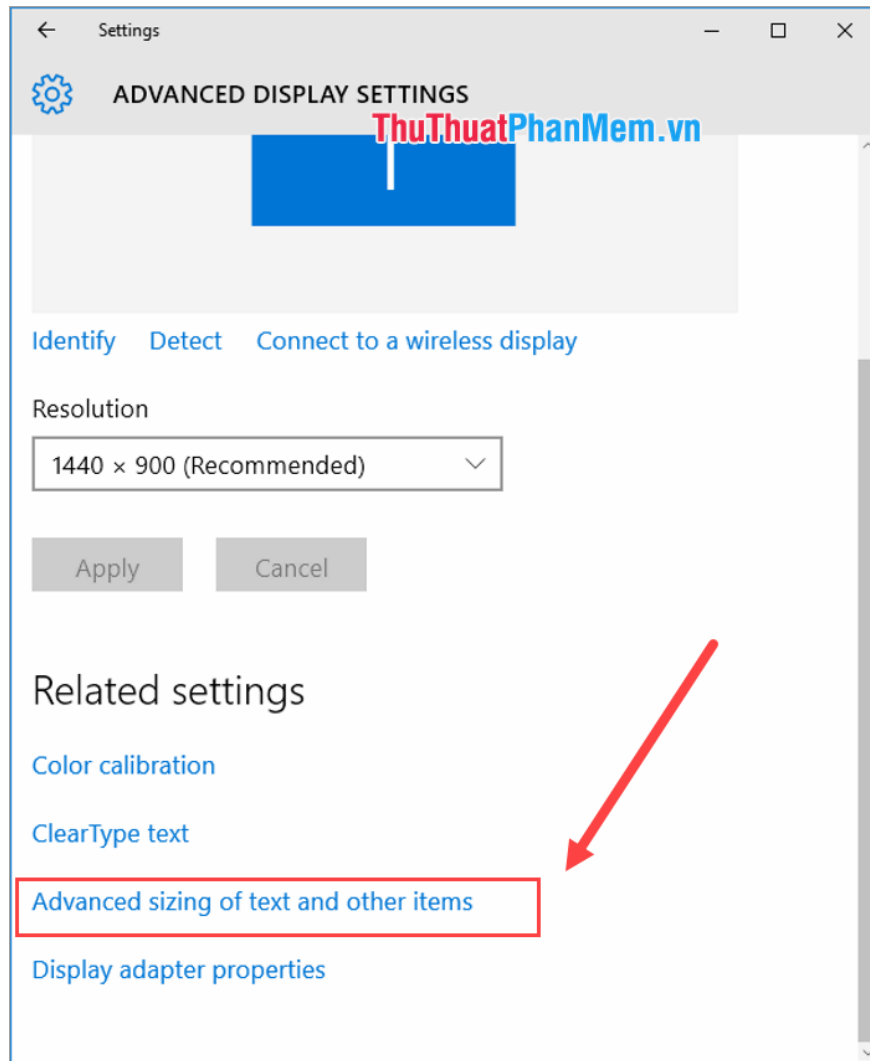 Settings
ADVANCED DISPLAY SETTINGS
ThuThuatPhanMem.vn
Identify Detect Connect to a wireless display
Resolution
1440 × 900 (Recommended)
Apply Cancel
Related settings
Color calibration
ClearType text
Advanced sizing of text and other items
Display adapter properties